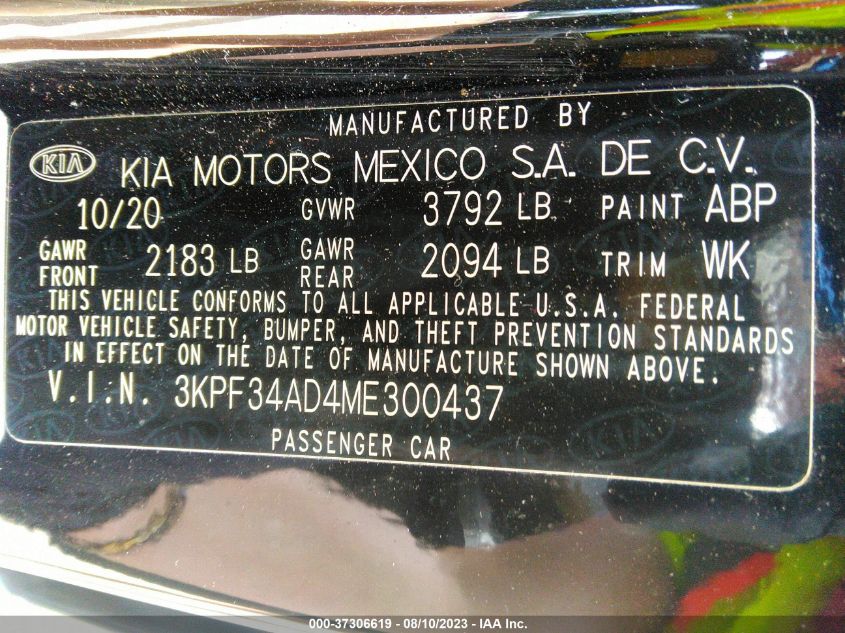 MANUFACTURED BY
KIA KIA MOTORS MEXICO S.A. DE C.V.
10/20 GVWR 3792 LB PAINT ABP
GAWR FRONT 2183 LB GAWR REAR 2094 LB TRIM WK
THIS VEHICLE CONFORMS TO ALL APPLICABLE U.S.A. FEDERAL
MOTOR VEHICLE SAFETY, BUMPER, AND THEFT PREVENTION STANDARDS
IN EFFECT ON THE DATE OF MANUFACTURE SHOWN ABOVE.
V.I.N. 3KPF34AD4ME300437
PASSENGER CAR
000-37306619 - 08/10/2023 - IAA Inc.